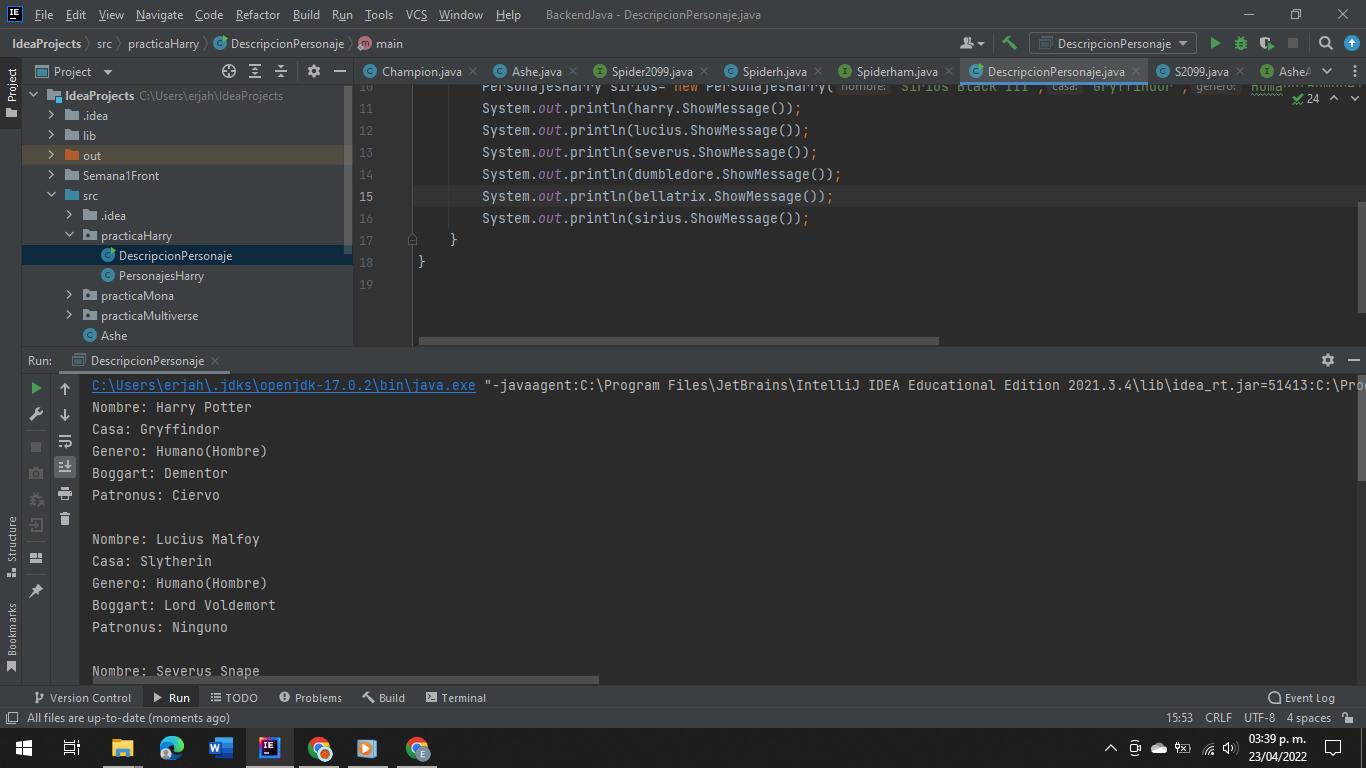 File Edit View Navigate Code Refactor Build Run Tools VCS Window Help BackendJava - DescripcionPersonaje.java
IdeaProjects src practicaHarry DescripcionPersonaje main DescripcionPersonaje
Project
Project
Champion.java Ashe.java Spider2099.java Spiderh.java Spiderham.java DescripcionPersonaje.java S2099.java AsheA
IdeaProjects C:\Users\erjah\IdeaProjects
.idea
lib
out
Semana1Front
src
.idea
practicaHarry
DescripcionPersonaje
PersonajesHarry
practicaMona
practicaMultiverse
Ashe
10 PersonajesHarry sirius= new PersonajesHarry( nombre: "Sirius Black III", casa: "Gryffindor", genero:
24
11 System.out.println(harry.ShowMessage());
12 System.out.println(lucius.ShowMessage());
13 System.out.println(severus.ShowMessage());
14 System.out.println(dumbledore.ShowMessage());
15 System.out.println(bellatrix.ShowMessage());
16 System.out.println(sirius.ShowMessage());
17 }
18 }
19
Run: DescripcionPersonaje
C:\Users\erjah\.jdks\openjdk-17.0.2\bin\java.exe "-javaagent:C:\Program Files\JetBrains\IntelliJ IDEA Educational Edition 2021.3.4\lib\idea_rt.jar=51413:C:\Pro
Nombre: Harry Potter
Casa: Gryffindor
Genero: Humano(Hombre)
Boggart: Dementor
Patronus: Ciervo
Nombre: Lucius Malfoy
Casa: Slytherin
Genero: Humano(Hombre)
Boggart: Lord Voldemort
Patronus: Ninguno
Nombre: Severus Snape
Structure
Bookmarks
Version Control Run TODO Problems Build Terminal Event Log
All files are up-to-date (moments ago) 15:53 CRLF UTF-8 4 spaces
03:39 p. m.
23/04/2022